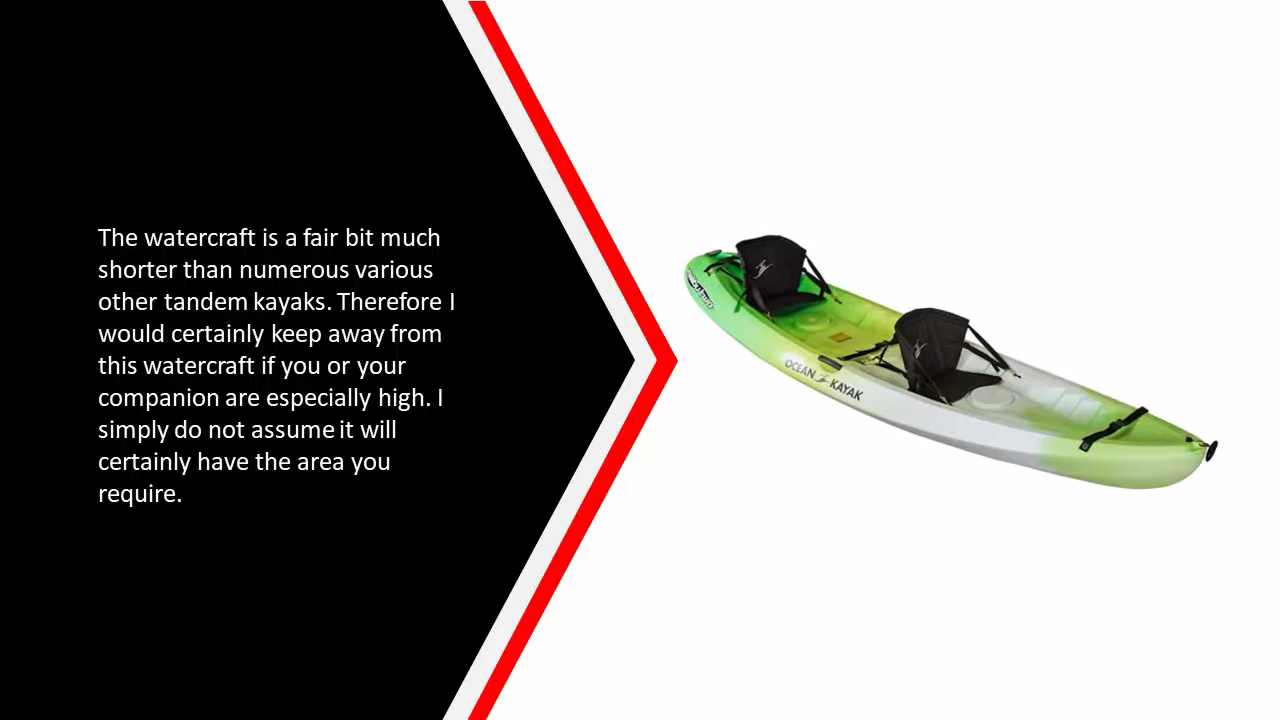 The watercraft is a fair bit much
shorter than numerous various
other tandem kayaks. Therefore I
would certainly keep away from
this watercraft if you or your
companion are especially high. I
simply do not assume it will
certainly have the area you
require.
OCEAN KAYAK